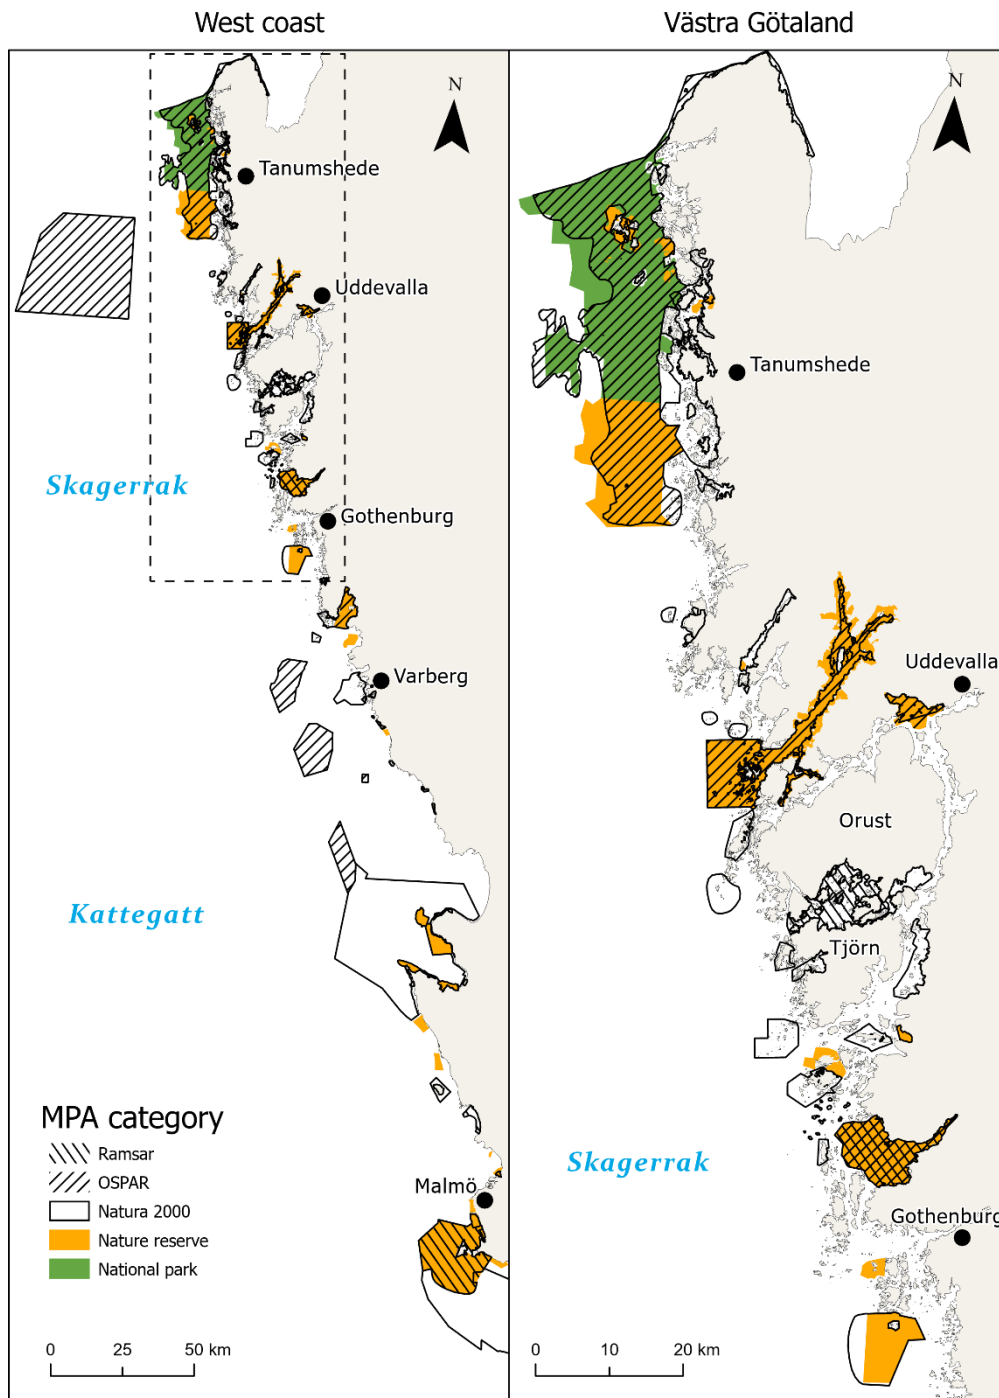 West coast
Västra Götaland
N
Tanumshede
Uddevalla
Skagerrak
Gothenburg
Varberg
Kattegatt
MPA category
Ramsar
OSPAR
Natura 2000
Nature reserve
National park
Malmö
0 25 50 km
N
Tanumshede
Uddevalla
Orust
Tjörn
Skagerrak
Gothenburg
0 10 20 km